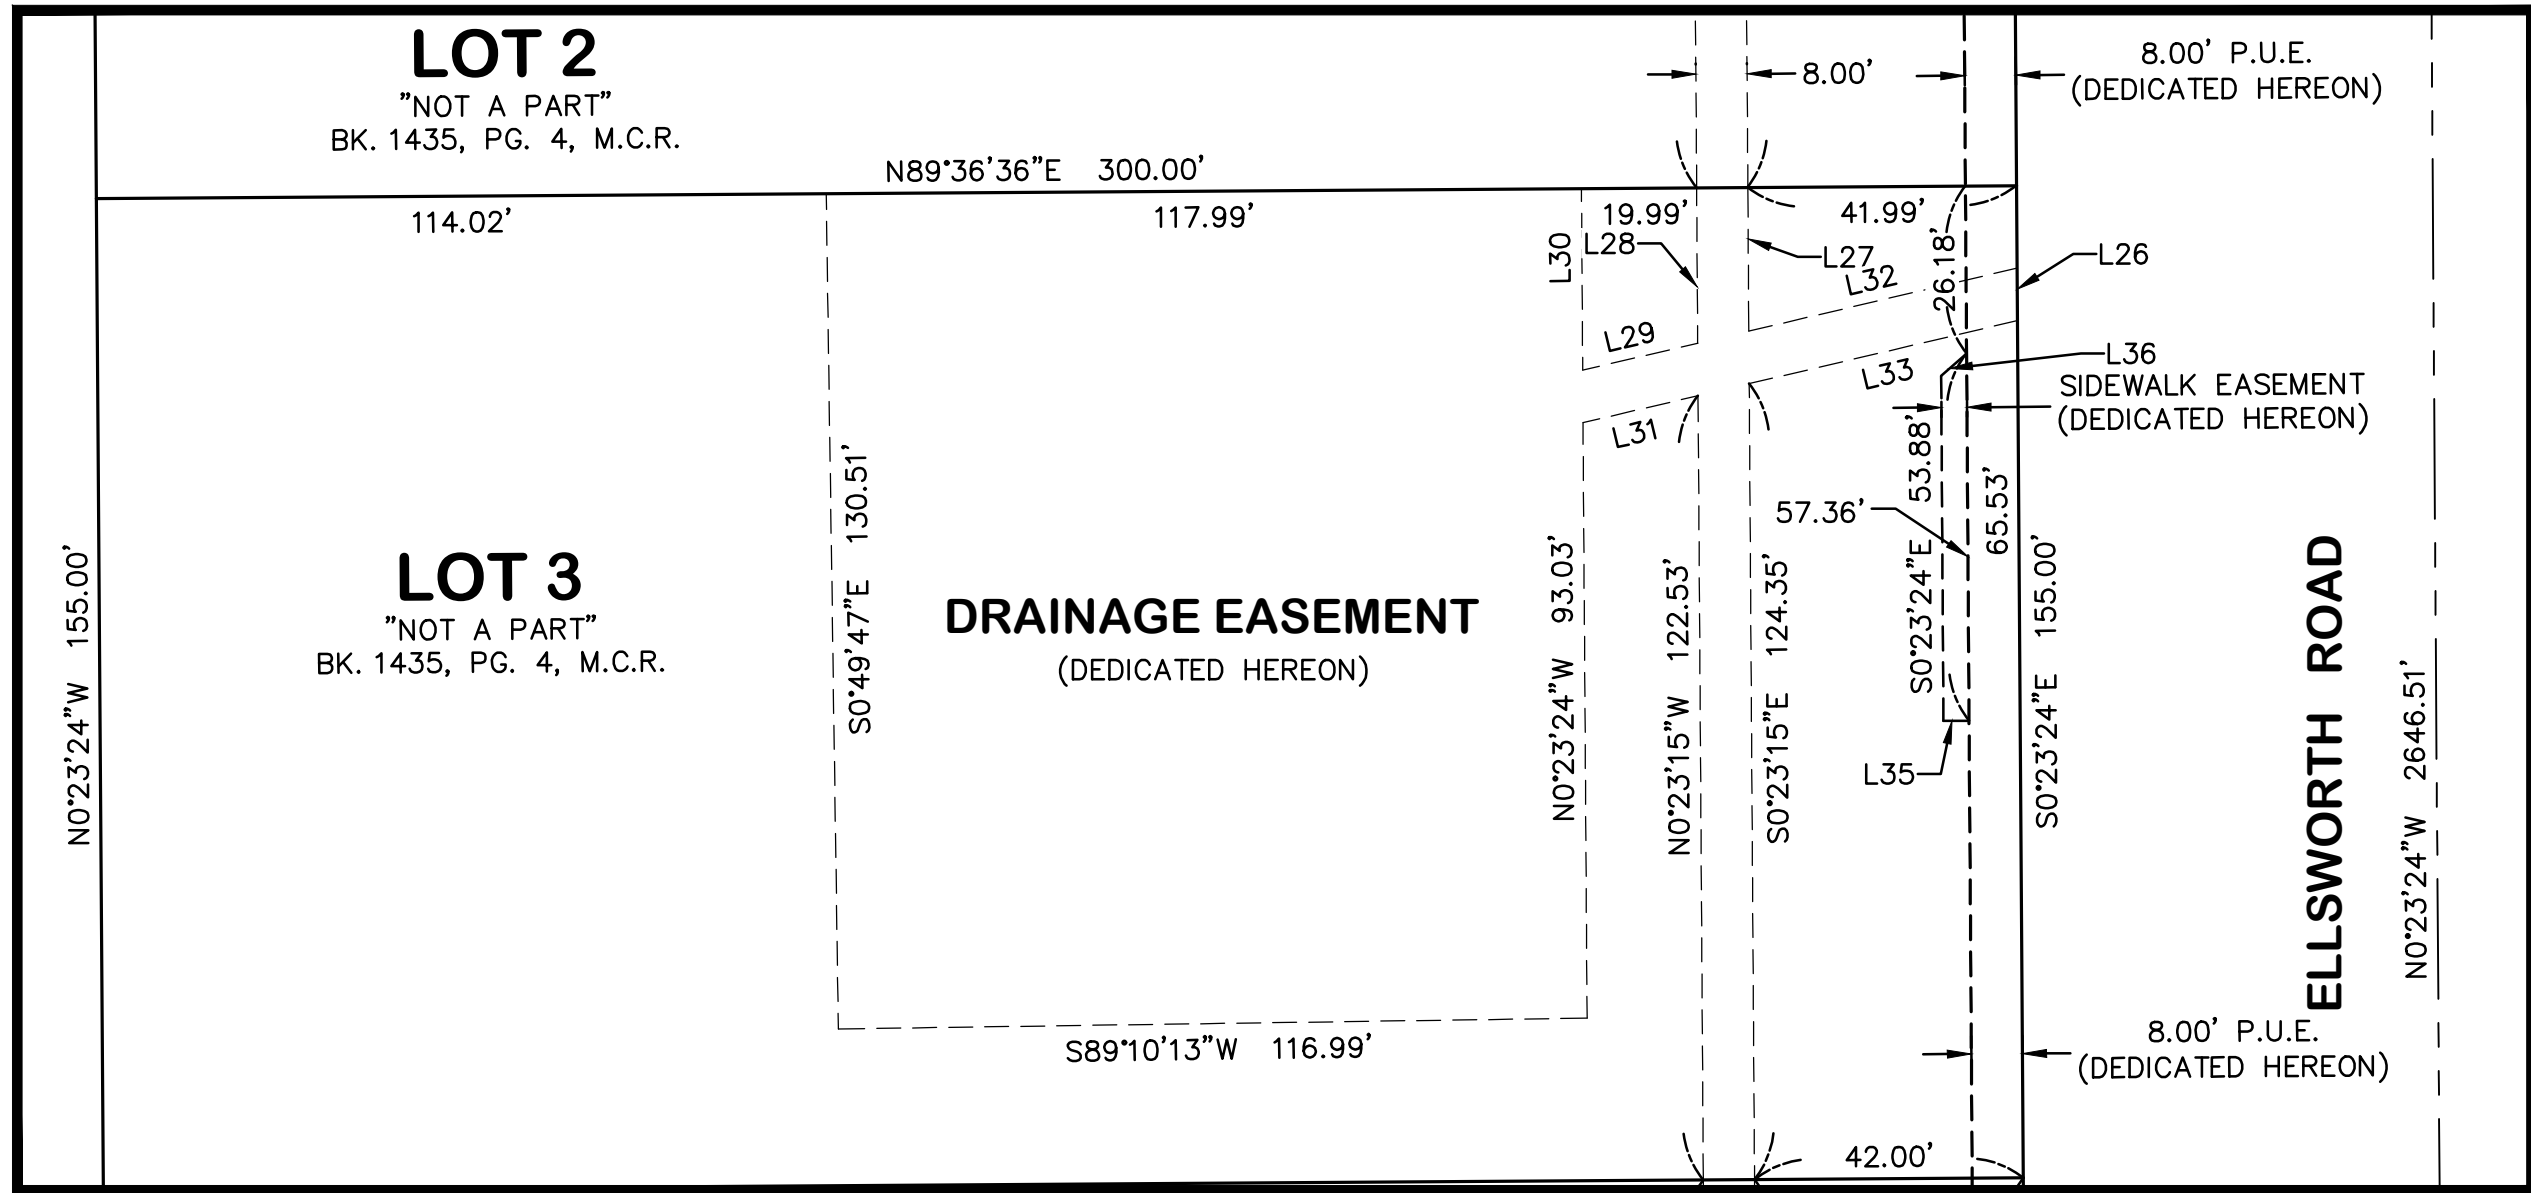 LOT 2
"NOT A PART"
BK. 1435, PG. 4, M.C.R.
8.00'
8.00' P.U.E.
(DEDICATED HEREON)
N89°36'36"E 300.00'
114.02'
117.99'
19.99'
41.99'
L30
L28
L27
L32
26.18'
L26
L29
L31
L33
L36
SIDEWALK EASEMENT
(DEDICATED HEREON)
53.88'
S0°23'24"E
57.36'
65.53'
L35
LOT 3
"NOT A PART"
BK. 1435, PG. 4, M.C.R.
N0°23'24"W 155.00'
S0°49'47"E 130.51'
DRAINAGE EASEMENT
(DEDICATED HEREON)
N0°23'24"W 93.03'
N0°23'15"W 122.53'
S0°23'15"E 124.35'
S0°23'24"E 155.00'
ELLSWORTH ROAD
N0°23'24"W 2646.51'
S89°10'13"W 116.99'
8.00' P.U.E.
(DEDICATED HEREON)
42.00'